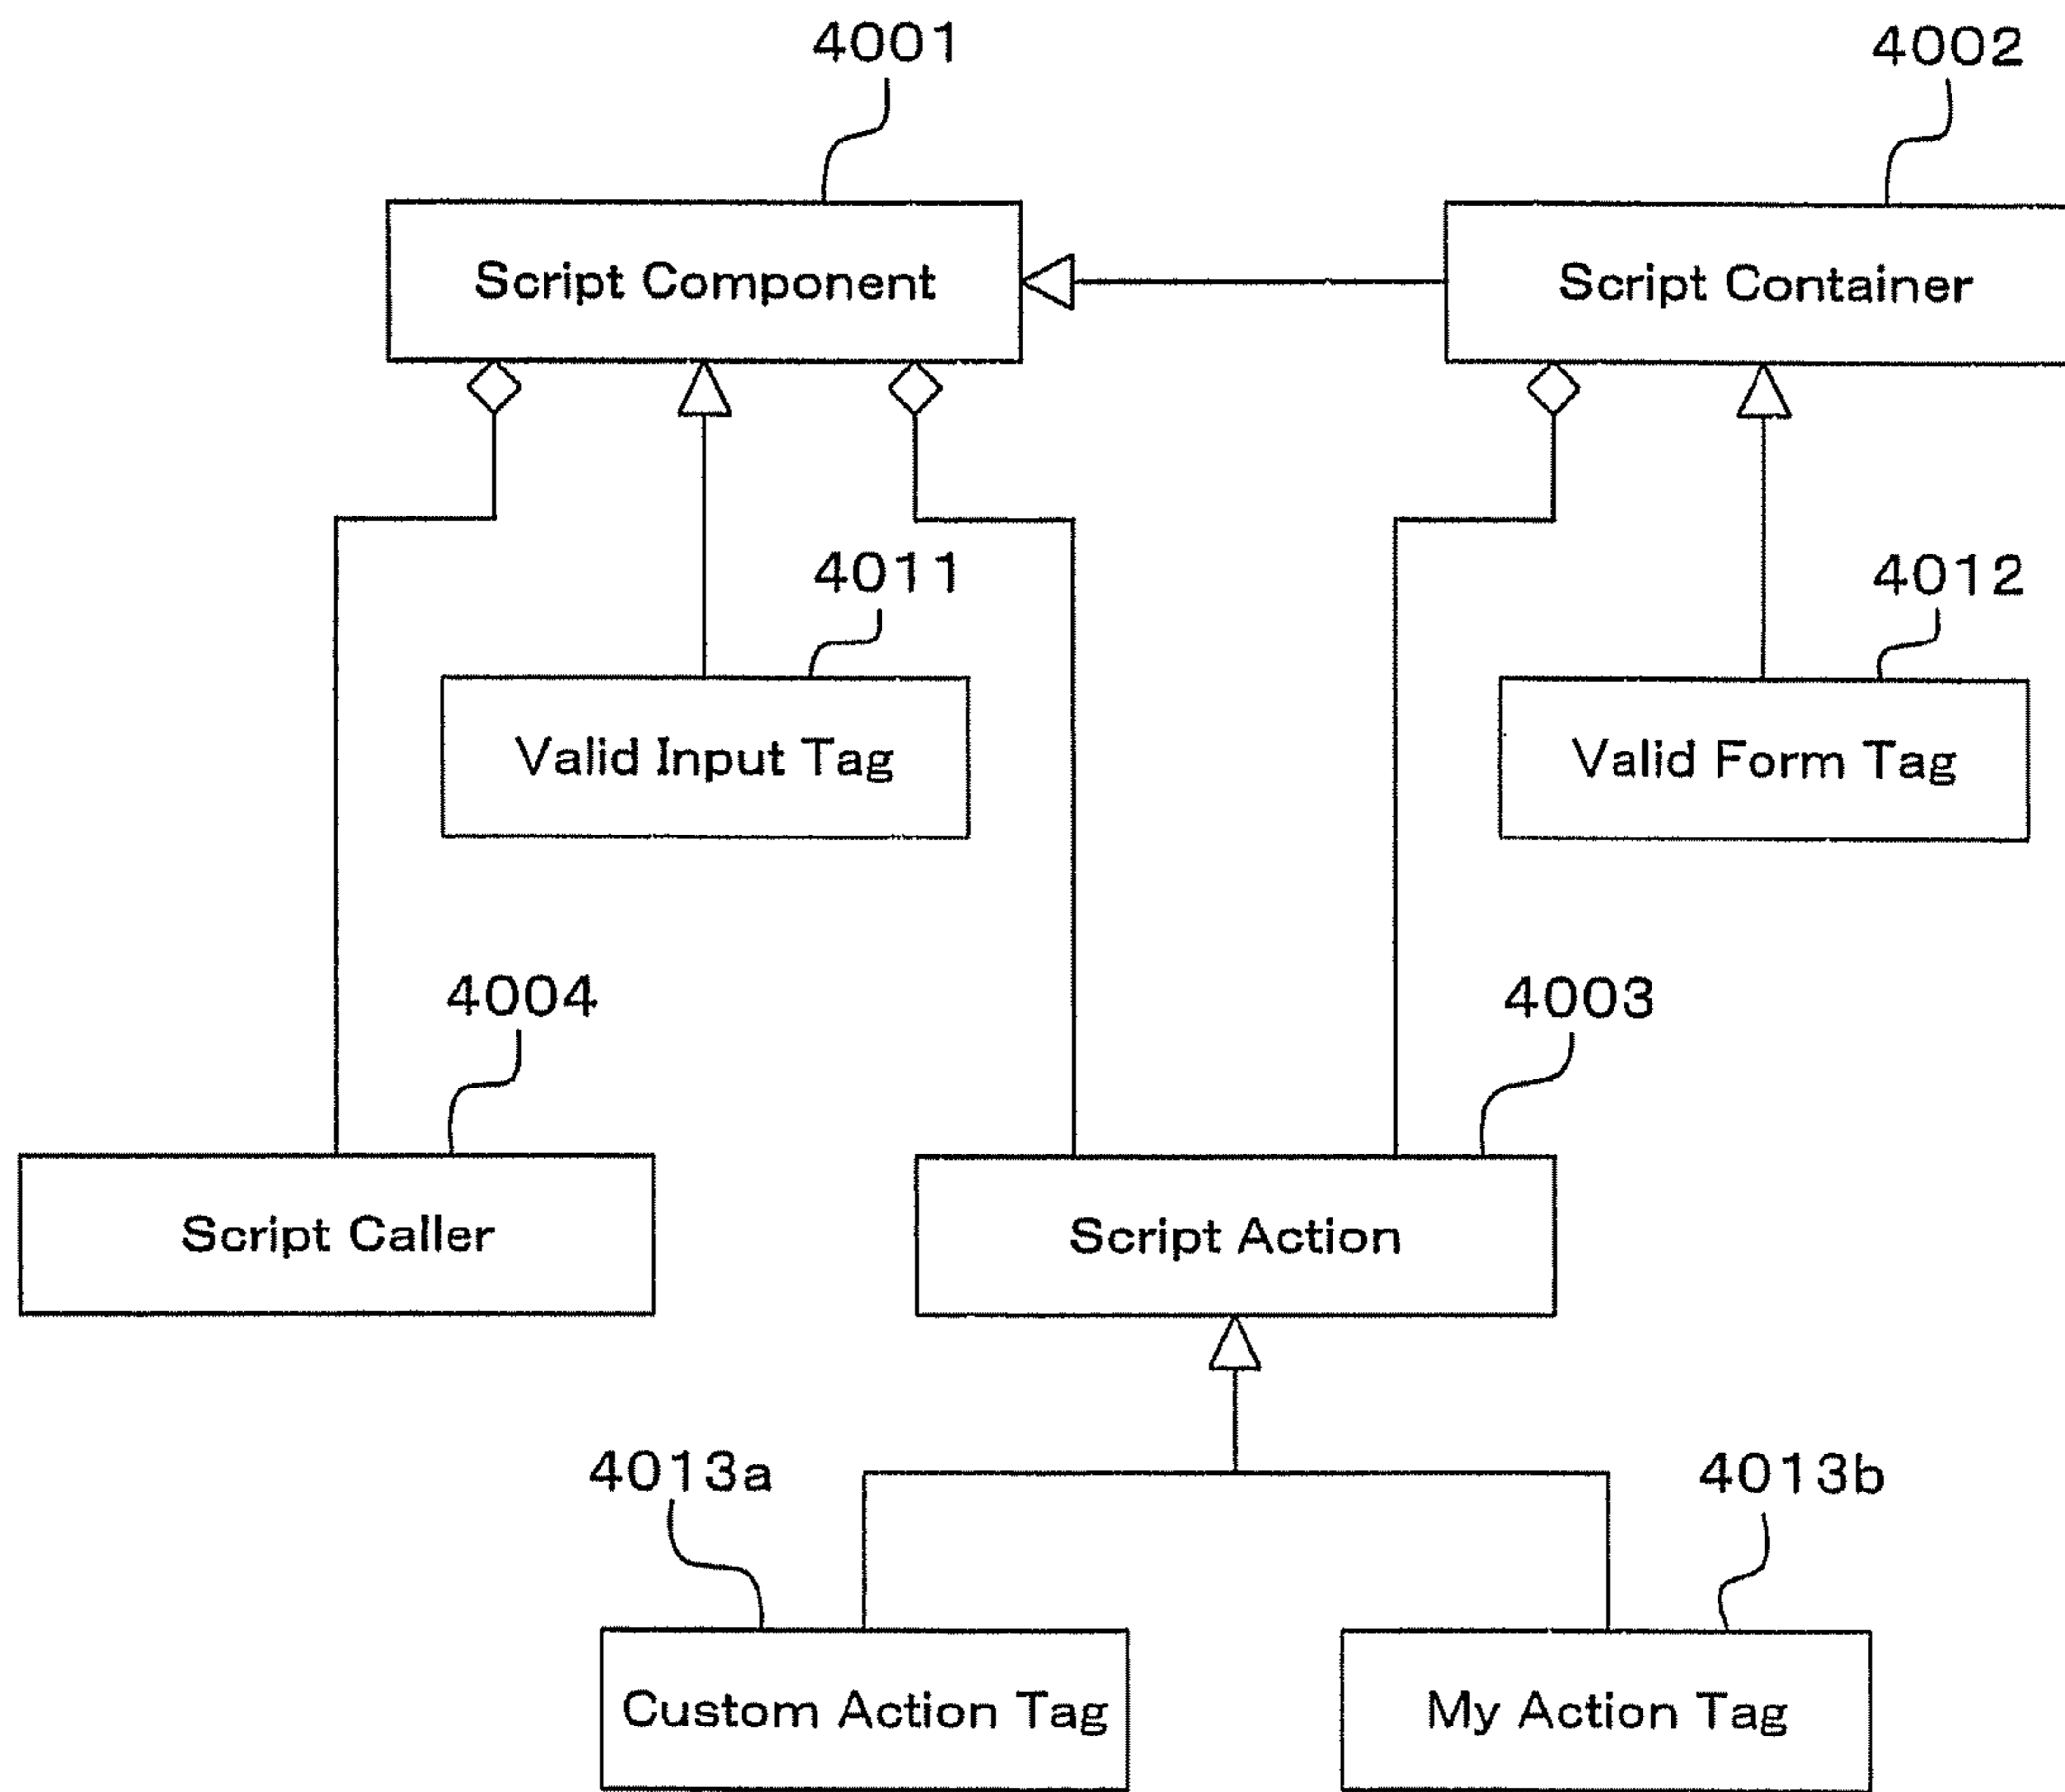 4001
4002
Script Component
Script Container
4011
4012
Valid Input Tag
Valid Form Tag
4004
4003
Script Caller
Script Action
4013a
4013b
Custom Action Tag
My Action Tag